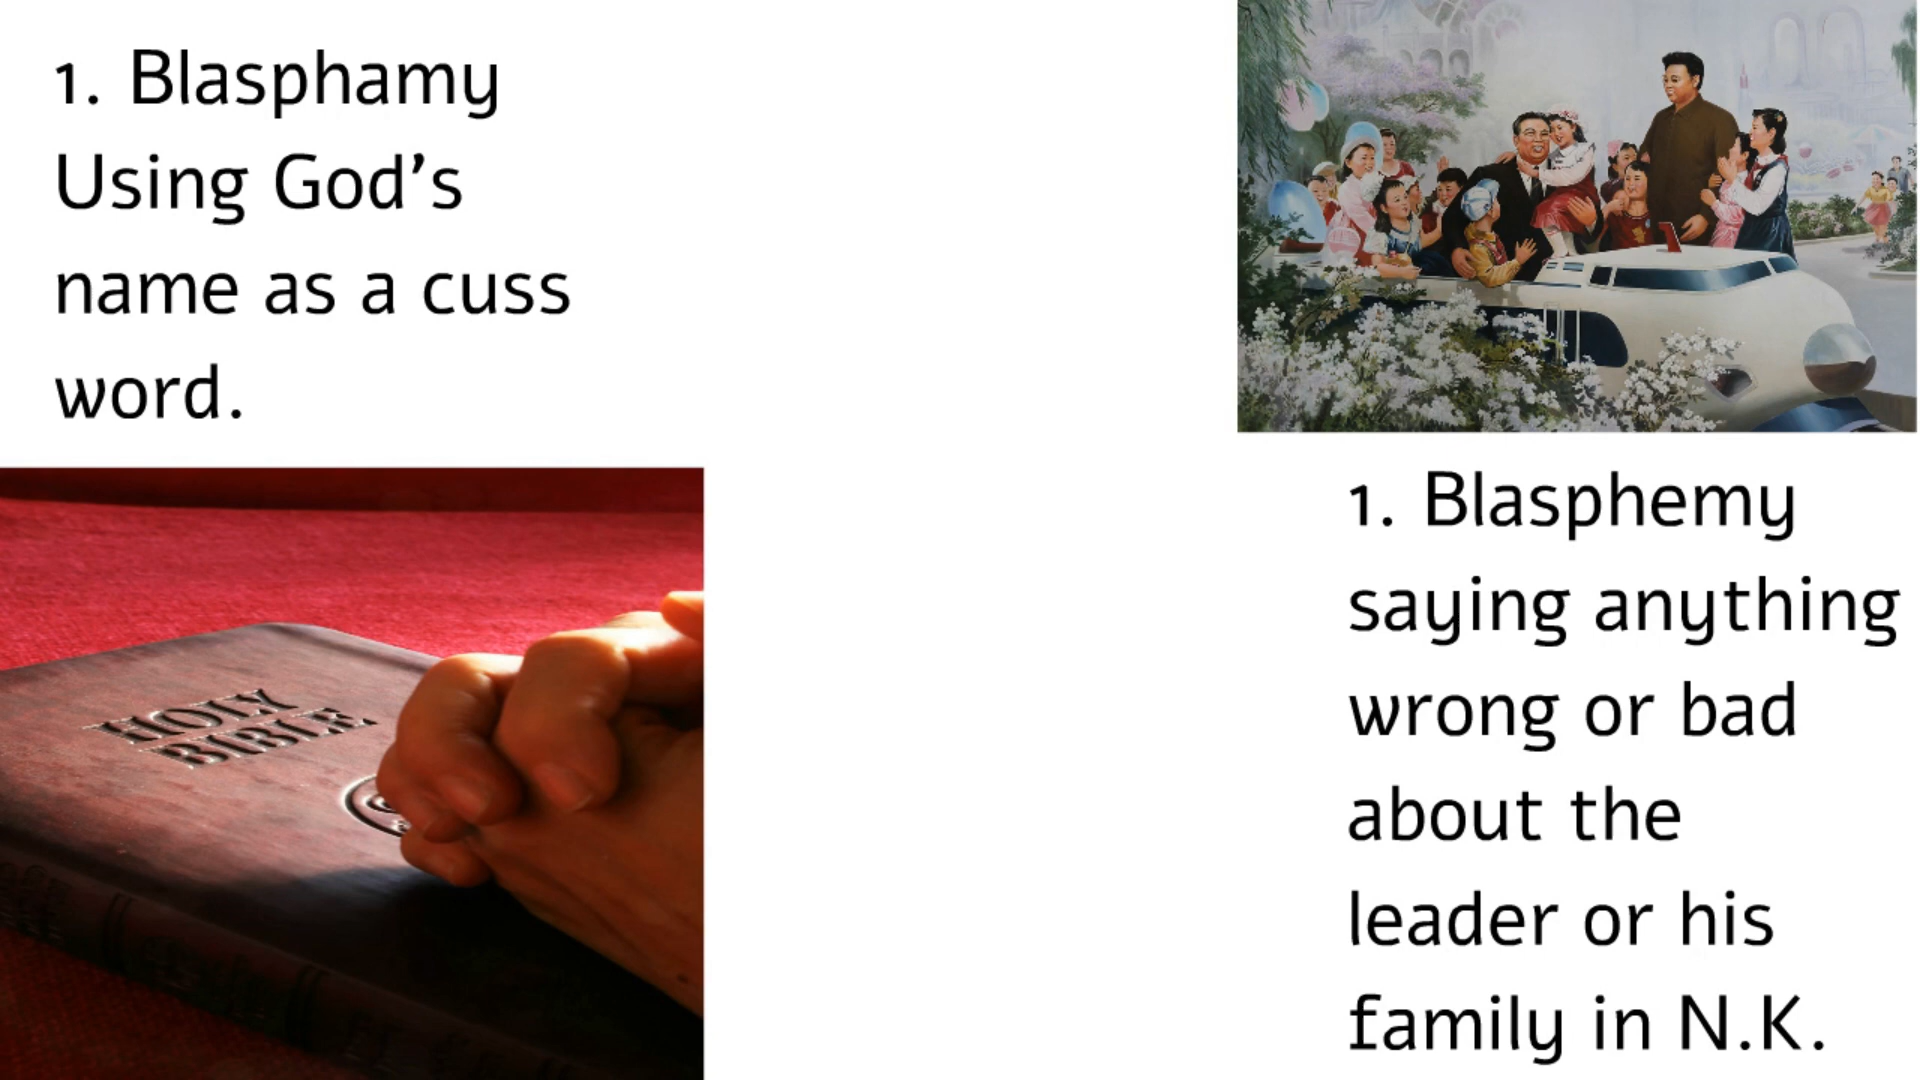 1. Blasphamy
Using God’s
name as a cuss
word.
HOLY
BIBLE
1. Blasphemy
saying anything
wrong or bad
about the
leader or his
family in N.K.